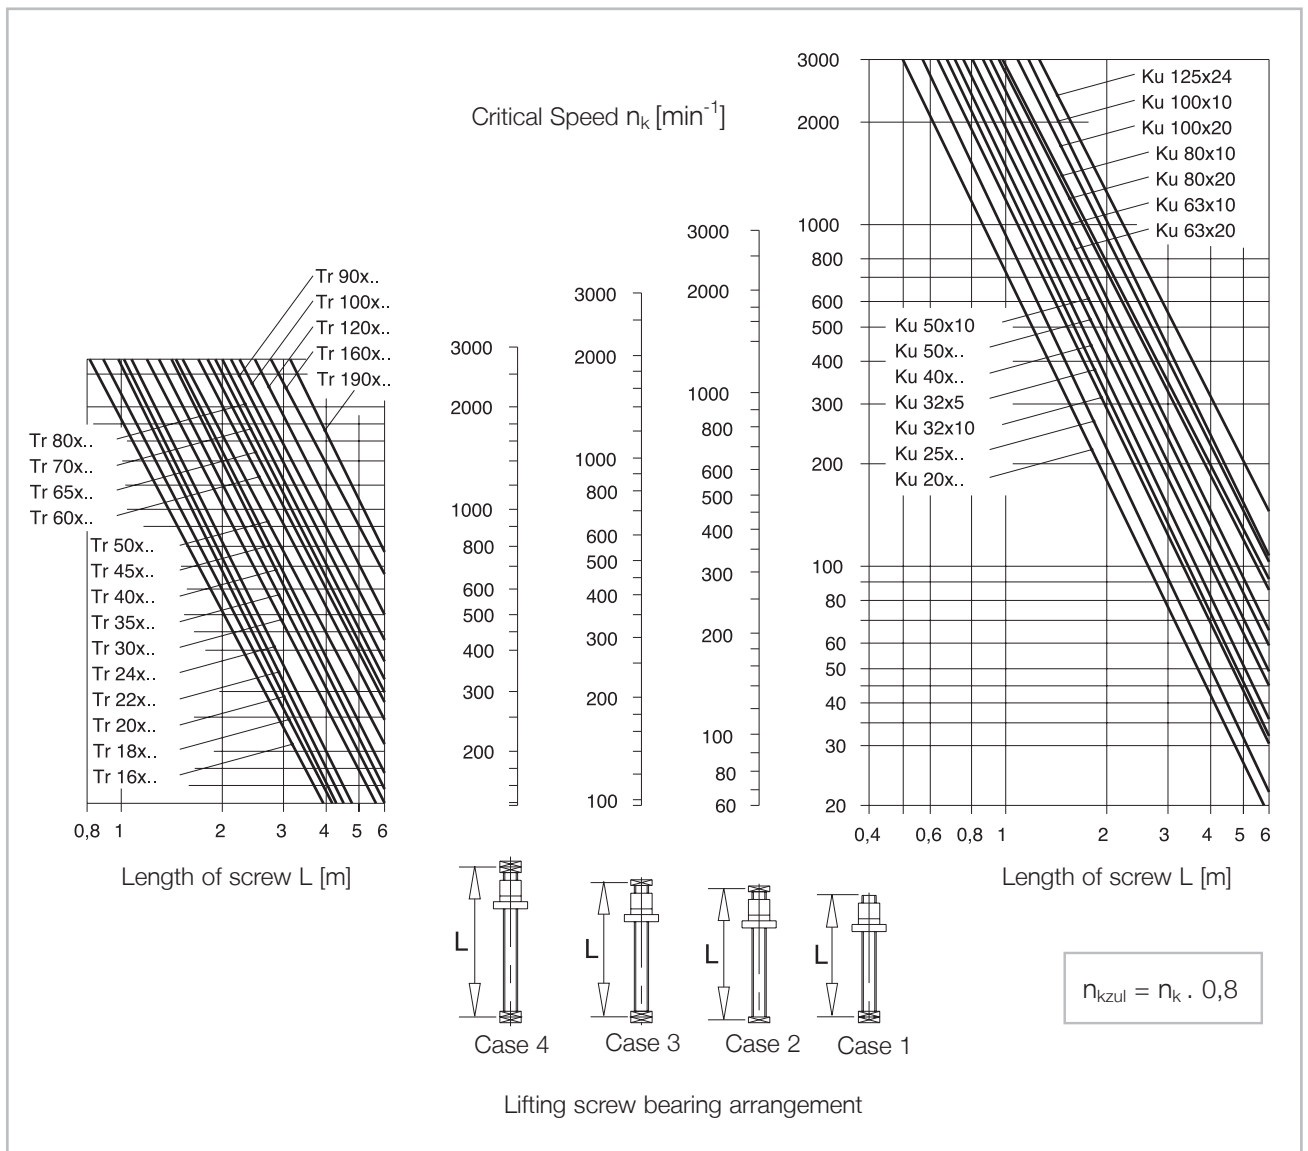 Critical Speed nk [min-1]
Tr 90x..
Tr 100x..
Tr 120x..
Tr 160x..
Tr 190x..
Tr 80x..
Tr 70x..
Tr 65x..
Tr 60x..
Tr 50x..
Tr 45x..
Tr 40x..
Tr 35x..
Tr 30x..
Tr 24x..
Tr 22x..
Tr 20x..
Tr 18x..
Tr 16x..
0,8 1 2 3 4 5 6
Length of screw L [m]
3000
2000
1000
800
600
500
400
300
200
3000
2000
1000
800
600
500
400
300
200
100
3000
2000
1000
800
600
500
400
300
200
100
80
60
3000
2000
1000
800
600
500
400
300
200
100
80
60
50
40
30
20
Ku 125x24
Ku 100x10
Ku 100x20
Ku 80x10
Ku 80x20
Ku 63x10
Ku 63x20
Ku 50x10
Ku 50x..
Ku 40x..
Ku 32x5
Ku 32x10
Ku 25x..
Ku 20x..
0,4 0,6 0,8 1 2 3 4 5 6
Length of screw L [m]
L L L L
Case 4 Case 3 Case 2 Case 1
nkzul = nk . 0,8
Lifting screw bearing arrangement